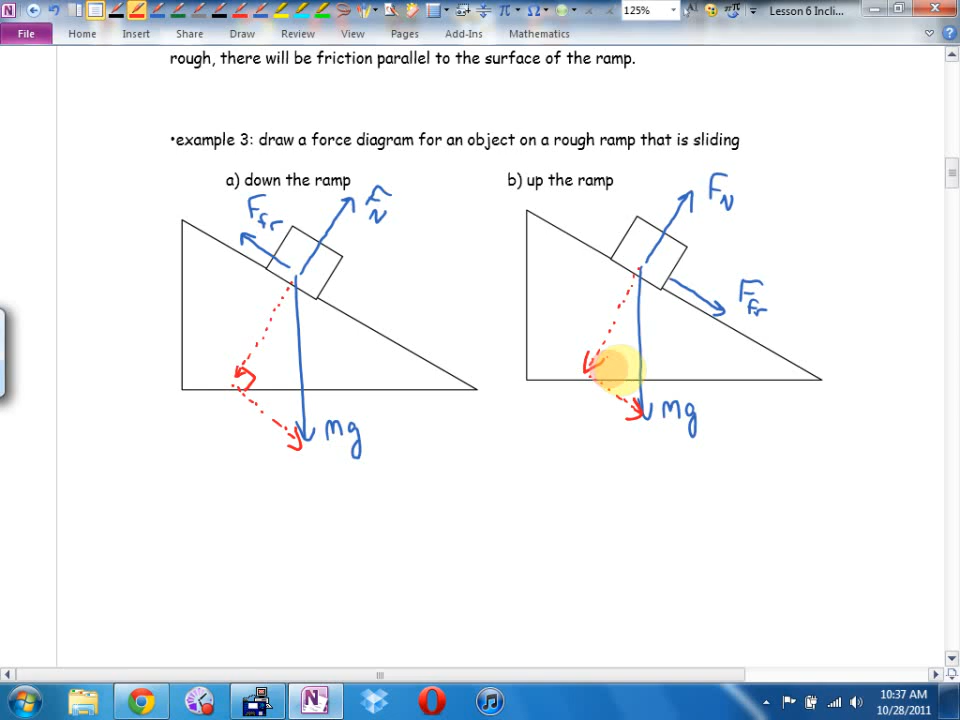 125%
Lesson 6 Incli...
File Home Insert Share Draw Review View Pages Add-Ins Mathematics
rough, there will be friction parallel to the surface of the ramp.
•example 3: draw a force diagram for an object on a rough ramp that is sliding
a) down the ramp
b) up the ramp
Ffr
FN
mg
FN
Ffr
mg
10:37 AM
10/28/2011